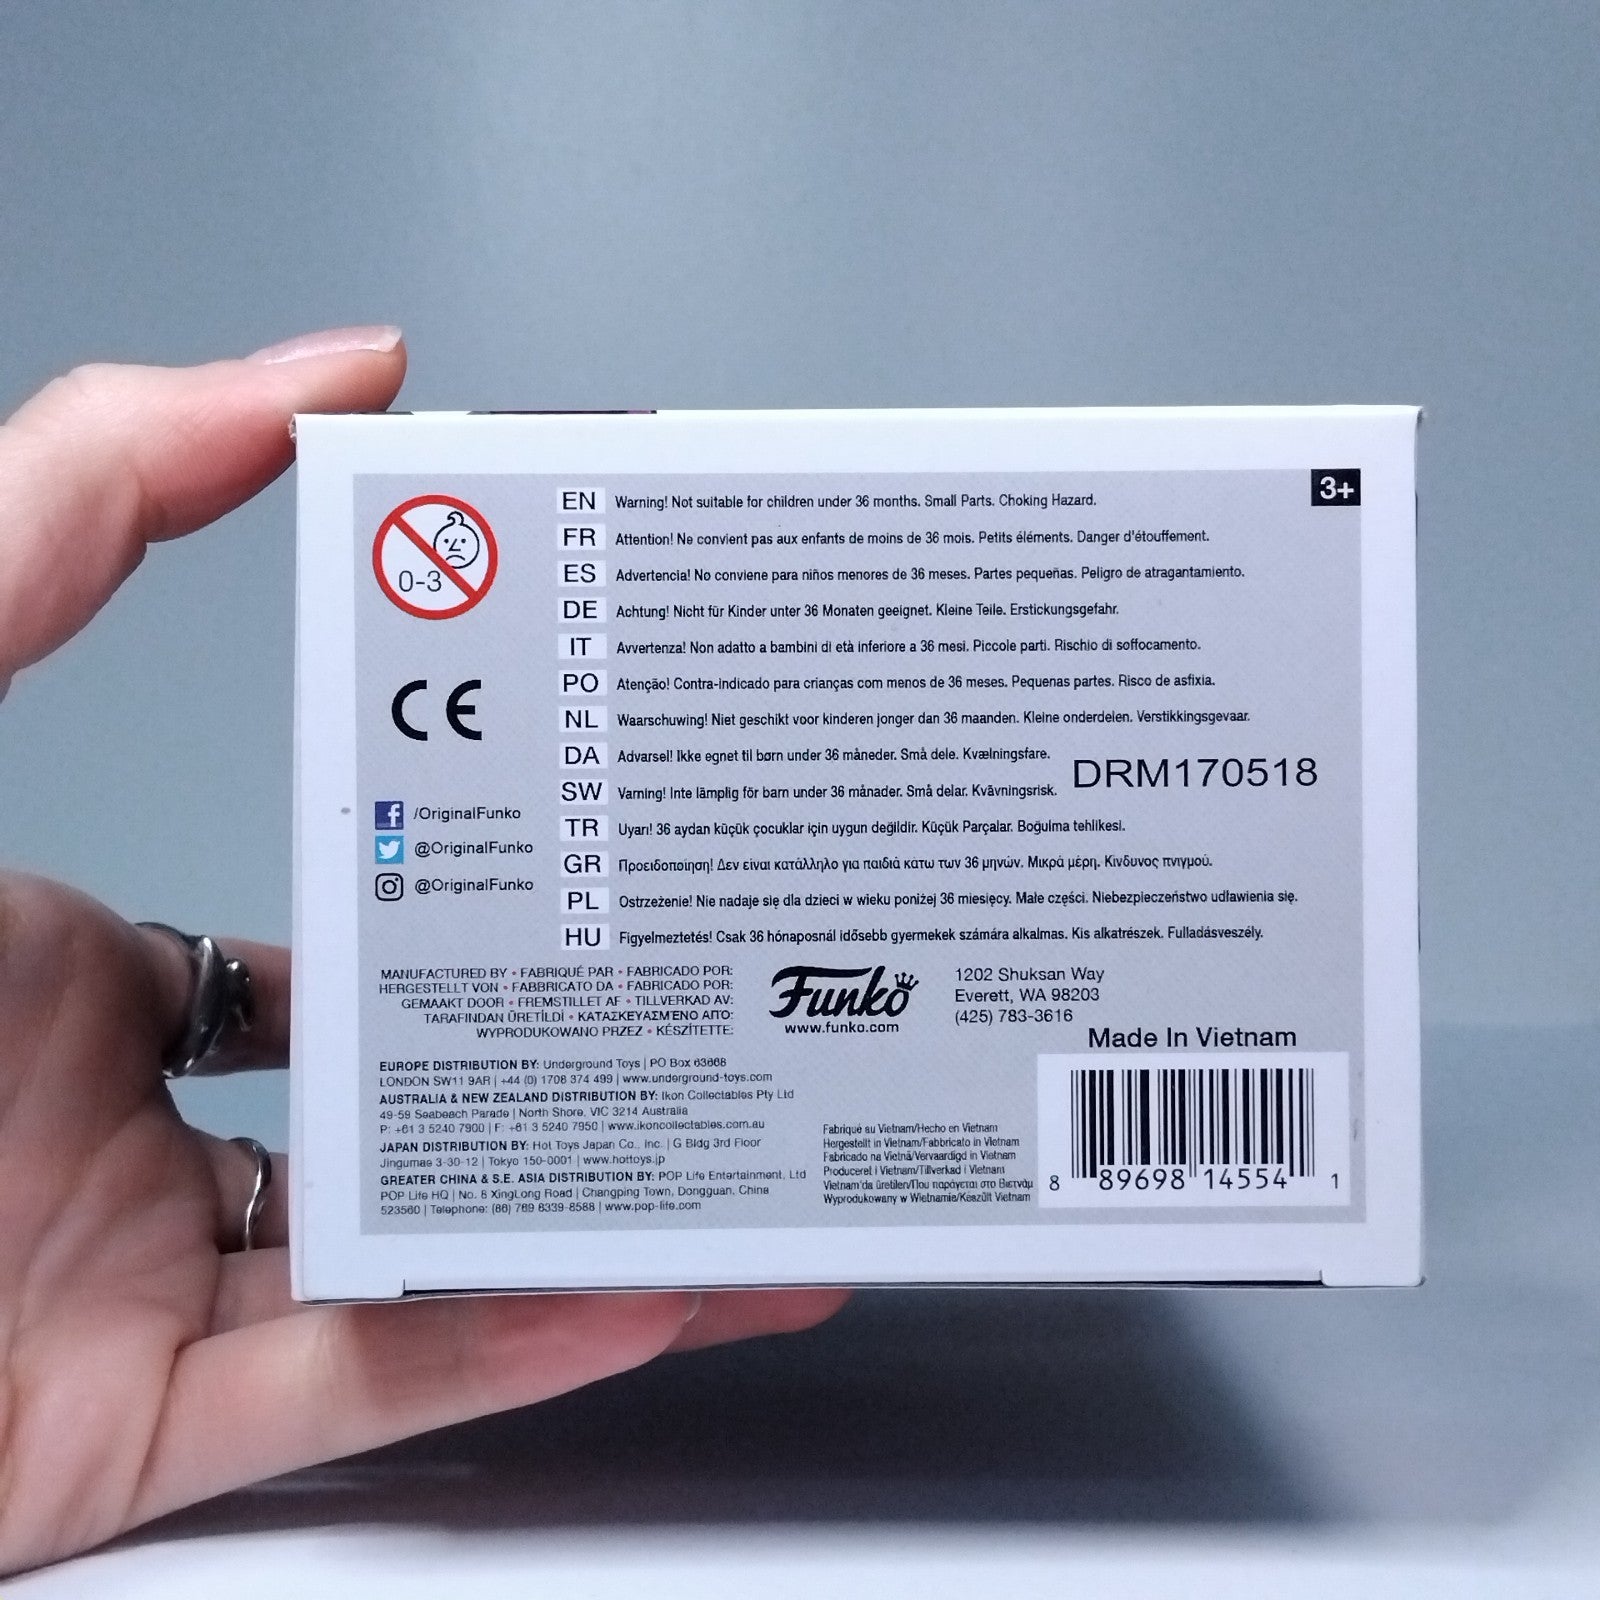 3+
0-3
EN Warning! Not suitable for children under 36 months. Small Parts. Choking Hazard.
FR Attention! Ne convient pas aux enfants de moins de 36 mois. Petits éléments. Danger d'étouffement.
ES Advertencia! No conviene para niños menores de 36 meses. Partes pequeñas. Peligro de atragantamiento.
DE Achtung! Nicht für Kinder unter 36 Monaten geeignet. Kleine Teile. Erstickungsgefahr.
IT Avvertenza! Non adatto a bambini di età inferiore a 36 mesi. Piccole parti. Rischio di soffocamento.
PO Atenção! Contra-indicado para crianças com menos de 36 meses. Pequenas partes. Risco de asfixia.
NL Waarschuwing! Niet geschikt voor kinderen jonger dan 36 maanden. Kleine onderdelen. Verstikkingsgevaar.
DA Advarsel! Ikke egnet til børn under 36 måneder. Små dele. Kvælningsfare.
SW Varning! Inte lämplig för barn under 36 månader. Små delar. Kvävningsrisk.
TR Uyarı! 36 aydan küçük çocuklar için uygun değildir. Küçük Parçalar. Boğulma tehlikesi.
GR Προειδοποίηση! Δεν είναι κατάλληλο για παιδιά κάτω των 36 μηνών. Μικρά μέρη. Κίνδυνος πνιγμού.
PL Ostrzeżenie! Nie nadaje się dla dzieci w wieku poniżej 36 miesięcy. Małe części. Niebezpieczeństwo udławienia się.
HU Figyelmeztetés! Csak 36 hónaposnál idősebb gyermekek számára alkalmas. Kis alkatrészek. Fulladásveszély.
DRM170518
CE
/OriginalFunko
@OriginalFunko
@OriginalFunko
MANUFACTURED BY • FABRIQUÉ PAR • FABRICADO POR:
HERGESTELLT VON • FABBRICATO DA • FABRICADO POR:
GEMAAKT DOOR • FREMSTILLET AF • TILLVERKAD AV:
TARAFINDAN ÜRETİLDİ • ΚΑΤΑΣΚΕΥΑΣΜΈΝΟ ΑΠΌ:
WYPRODUKOWANO PRZEZ • KÉSZÍTETTE:
Funko
www.funko.com
1202 Shuksan Way
Everett, WA 98203
(425) 783-3616
Made In Vietnam
EUROPE DISTRIBUTION BY: Underground Toys | PO Box 63668
LONDON SW11 9AR | +44 (0) 1708 374 499 | www.underground-toys.com
AUSTRALIA & NEW ZEALAND DISTRIBUTION BY: Ikon Collectables Pty Ltd
49-59 Seabeach Parade | North Shore, VIC 3214 Australia
P: +61 3 5240 7900 | F: +61 3 5240 7950 | www.ikoncollectables.com.au
JAPAN DISTRIBUTION BY: Hot Toys Japan Co., Inc. | G Bldg 3rd Floor
Jingumae 3-30-12 | Tokyo 150-0001 | www.hottoys.jp
GREATER CHINA & S.E. ASIA DISTRIBUTION BY: POP Life Entertainment, Ltd
POP Life HQ | No. 8 XingLong Road | Changping Town, Dongguan, China
523560 | Telephone: (86) 769 8339-8588 | www.pop-life.com
Fabriqué au Vietnam/Hecho en Vietnam
Hergestellt in Vietnam/Fabbricato in Vietnam
Fabricado na Vietnã/Vervaardigd in Vietnam
Produceret i Vietnam/Tillverkad i Vietnam
Vietnam'da üretilen/Που παράγεται στο Βιετνάμ
Wyprodukowany w Wietnamie/Készült Vietnam
8 89698 14554 1